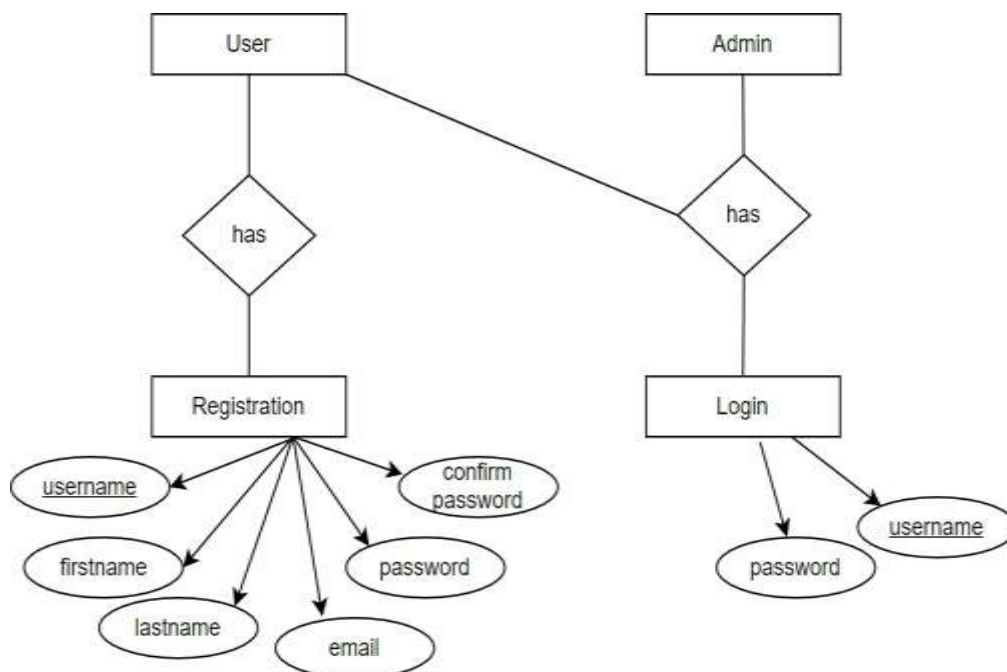 User
Admin
has
has
Registration
Login
username
confirm
password
firstname
password
lastname
email
password
username